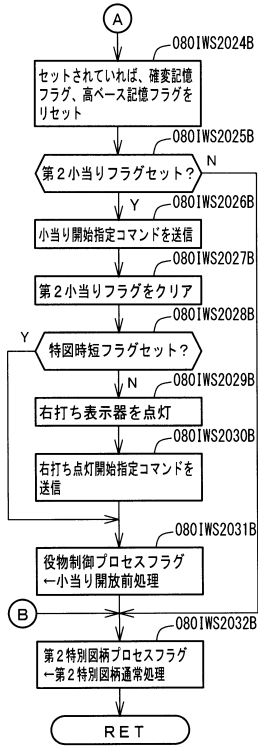 A
080IWS2024B
セットされていれば、確変記憶
フラグ、高ベース記憶フラグを
リセット
080IWS2025B
第２小当りフラグセット？
N
Y
080IWS2026B
小当り開始指定コマンドを送信
080IWS2027B
第２小当りフラグをクリア
080IWS2028B
Y
特図時短フラグセット？
N
080IWS2029B
右打ち表示器を点灯
080IWS2030B
右打ち点灯開始指定コマンドを
送信
080IWS2031B
役物制御プロセスフラグ
←小当り開放前処理
B
080IWS2032B
第２特別図柄プロセスフラグ
←第２特別図柄通常処理
RET